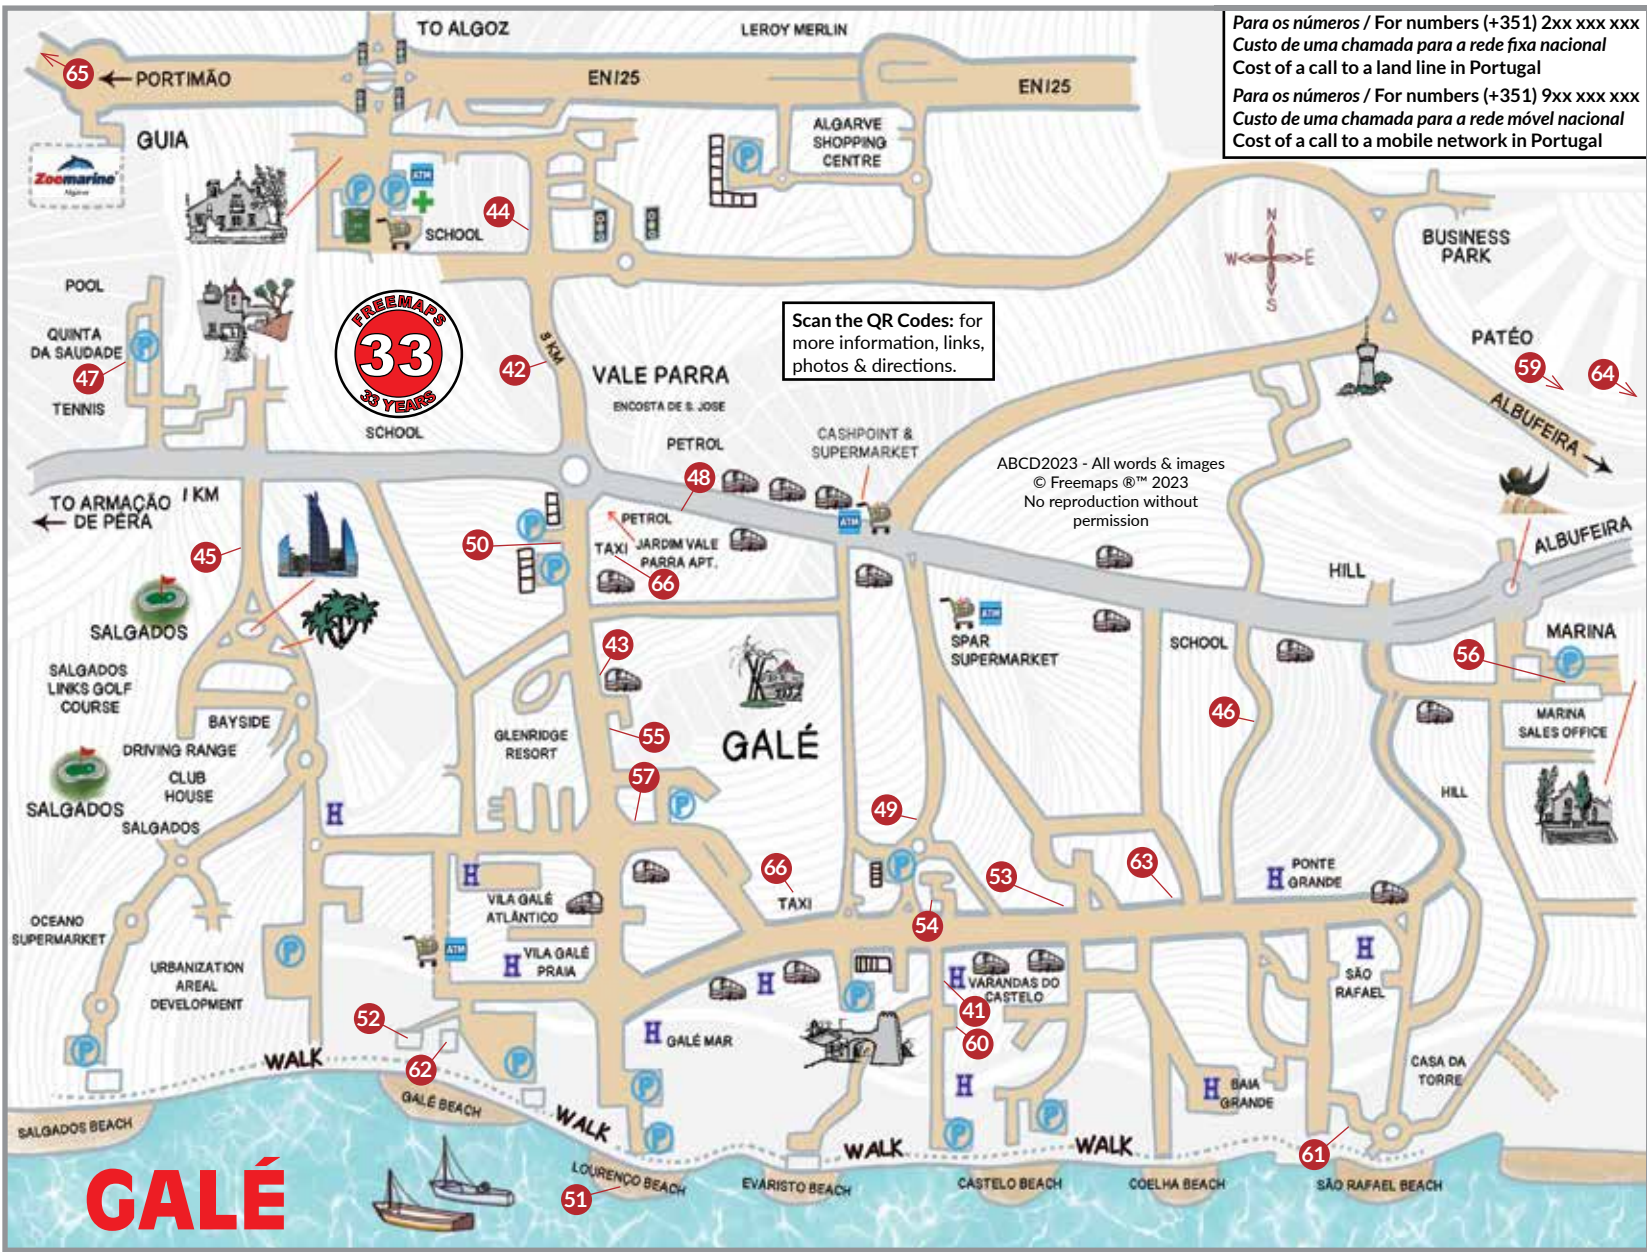 TO ALGOZ
LEROY MERLIN
Para os números / For numbers (+351) 2xx xxx xxx
Custo de uma chamada para a rede fixa nacional
Cost of a call to a land line in Portugal
Para os números / For numbers (+351) 9xx xxx xxx
Custo de uma chamada para a rede móvel nacional
Cost of a call to a mobile network in Portugal
65
PORTIMÃO
EN125
EN125
GUIA
Zoomarine
Algarve
P
P
ATM
44
SCHOOL
P
ALGARVE
SHOPPING
CENTRE
N
W
E
S
BUSINESS
PARK
POOL
QUINTA
DA SAUDADE
P
47
TENNIS
FREEMAPS
33
33 YEARS
SCHOOL
3 KM
42
VALE PARRA
ENCOSTA DE S. JOSE
PETROL
Scan the QR Codes: for
more information, links,
photos & directions.
PATÉO
59
64
ALBUFEIRA
CASHPOINT &
SUPERMARKET
ATM
ABCD2023 - All words & images
© Freemaps ®™ 2023
No reproduction without
permission
TO ARMAÇÃO
DE PÊRA
1 KM
45
48
PETROL
P
50
P
TAXI
JARDIM VALE
PARRA APT.
66
HILL
ALBUFEIRA
SALGADOS
SALGADOS
LINKS GOLF
COURSE
BAYSIDE
DRIVING RANGE
CLUB
HOUSE
SALGADOS
SALGADOS
43
GLENRIDGE
RESORT
55
57
P
GALÉ
ATM
SPAR
SUPERMARKET
SCHOOL
46
56
MARINA
P
MARINA
SALES OFFICE
HILL
H
49
P
H
VILA GALÉ
ATLÂNTICO
66
TAXI
53
63
54
H
PONTE
GRANDE
OCEANO
SUPERMARKET
URBANIZATION
AREAL
DEVELOPMENT
P
ATM
H
VILA GALÉ
PRAIA
H
P
H
VARANDAS DO
CASTELO
41
60
H
SÃO
RAFAEL
52
62
P
P
H
GALÉ MAR
P
P
H
P
P
H
BAIA
GRANDE
CASA DA
TORRE
WALK
WALK
WALK
WALK
61
SALGADOS BEACH
GALÉ BEACH
LOURENÇO BEACH
51
EVARISTO BEACH
CASTELO BEACH
COELHA BEACH
SÃO RAFAEL BEACH
GALÉ